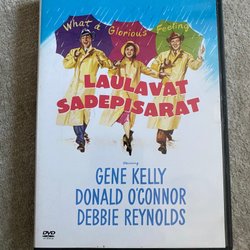 What a Glorious Feeling
LAULAVAT
SADEPISARAT
Starring
GENE KELLY
DONALD O'CONNOR
DEBBIE REYNOLDS
DVD